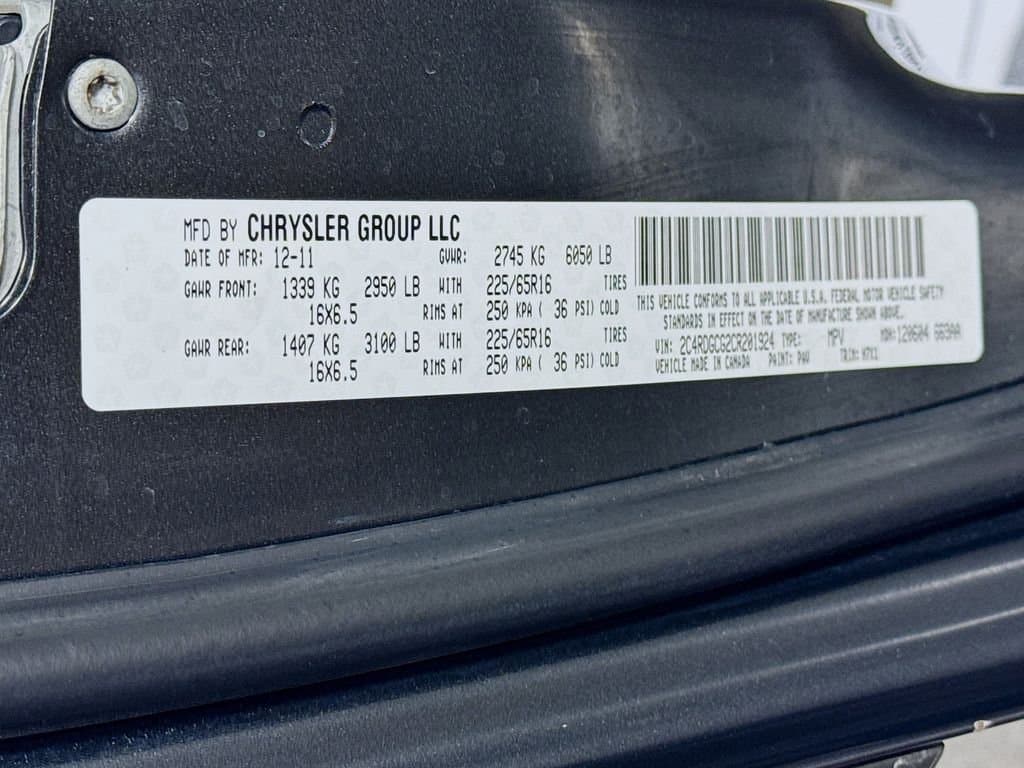 MFD BY CHRYSLER GROUP LLC
DATE OF MFR: 12-11 GVWR: 2745 KG 6050 LB
GAWR FRONT: 1339 KG 2950 LB WITH 225/65R16 TIRES
16X6.5 RIMS AT 250 KPA ( 36 PSI) COLD
GAWR REAR: 1407 KG 3100 LB WITH 225/65R16 TIRES
16X6.5 RIMS AT 250 KPA ( 36 PSI) COLD
THIS VEHICLE CONFORMS TO ALL APPLICABLE U.S.A. FEDERAL MOTOR VEHICLE SAFETY
STANDARDS IN EFFECT ON THE DATE OF MANUFACTURE SHOWN ABOVE.
VIN: 2C4RDGCG2CR201924 TYPE: MPV MDH: 120604
VEHICLE MADE IN CANADA PAINT: PAV TRIM: